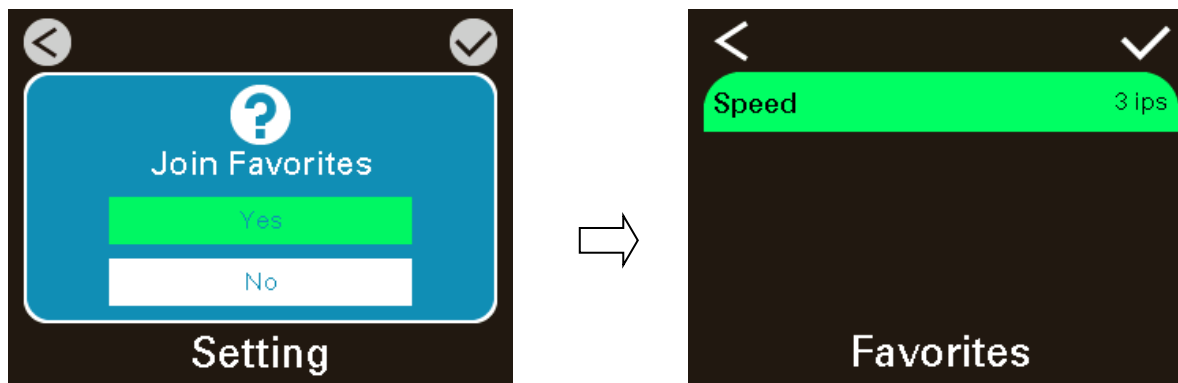 ?
Join Favorites
Yes
No
Setting
Speed 3 ips
Favorites